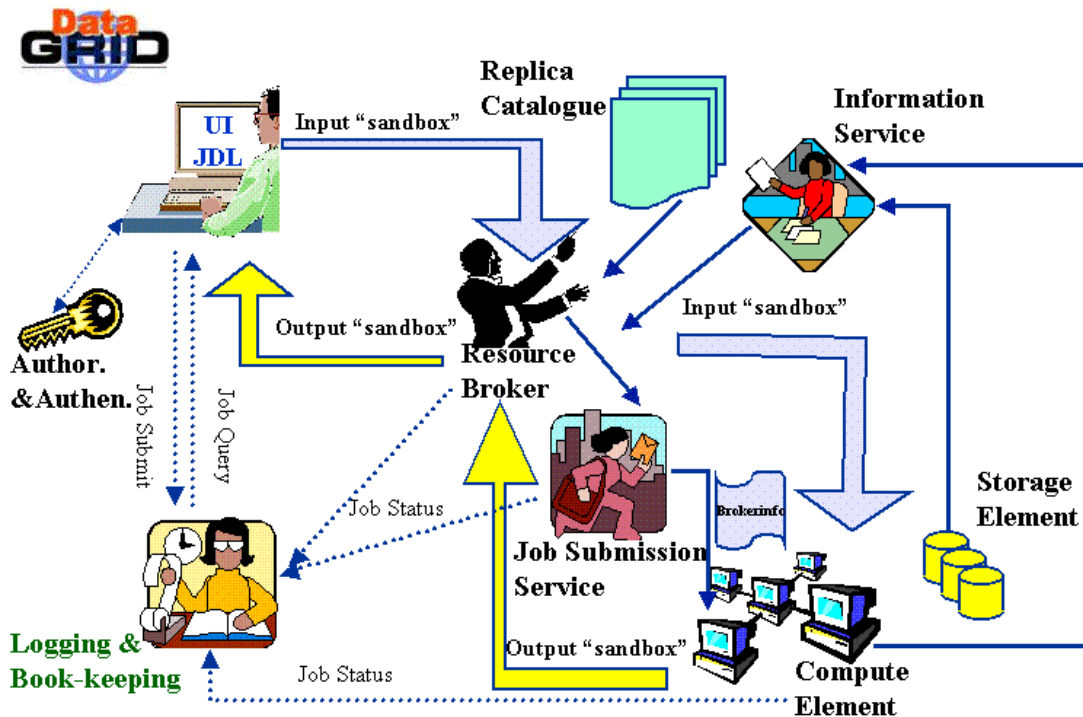 Data
GRID
UI
JDL
Input “sandbox”
Replica
Catalogue
Information
Service
Author.
&Authen.
Output “sandbox”
Resource
Broker
Input “sandbox”
Job Submit
Job Query
Job Status
Job Submission
Service
Brokerinfo
Storage
Element
Logging &
Book-keeping
Output “sandbox”
Job Status
Compute
Element